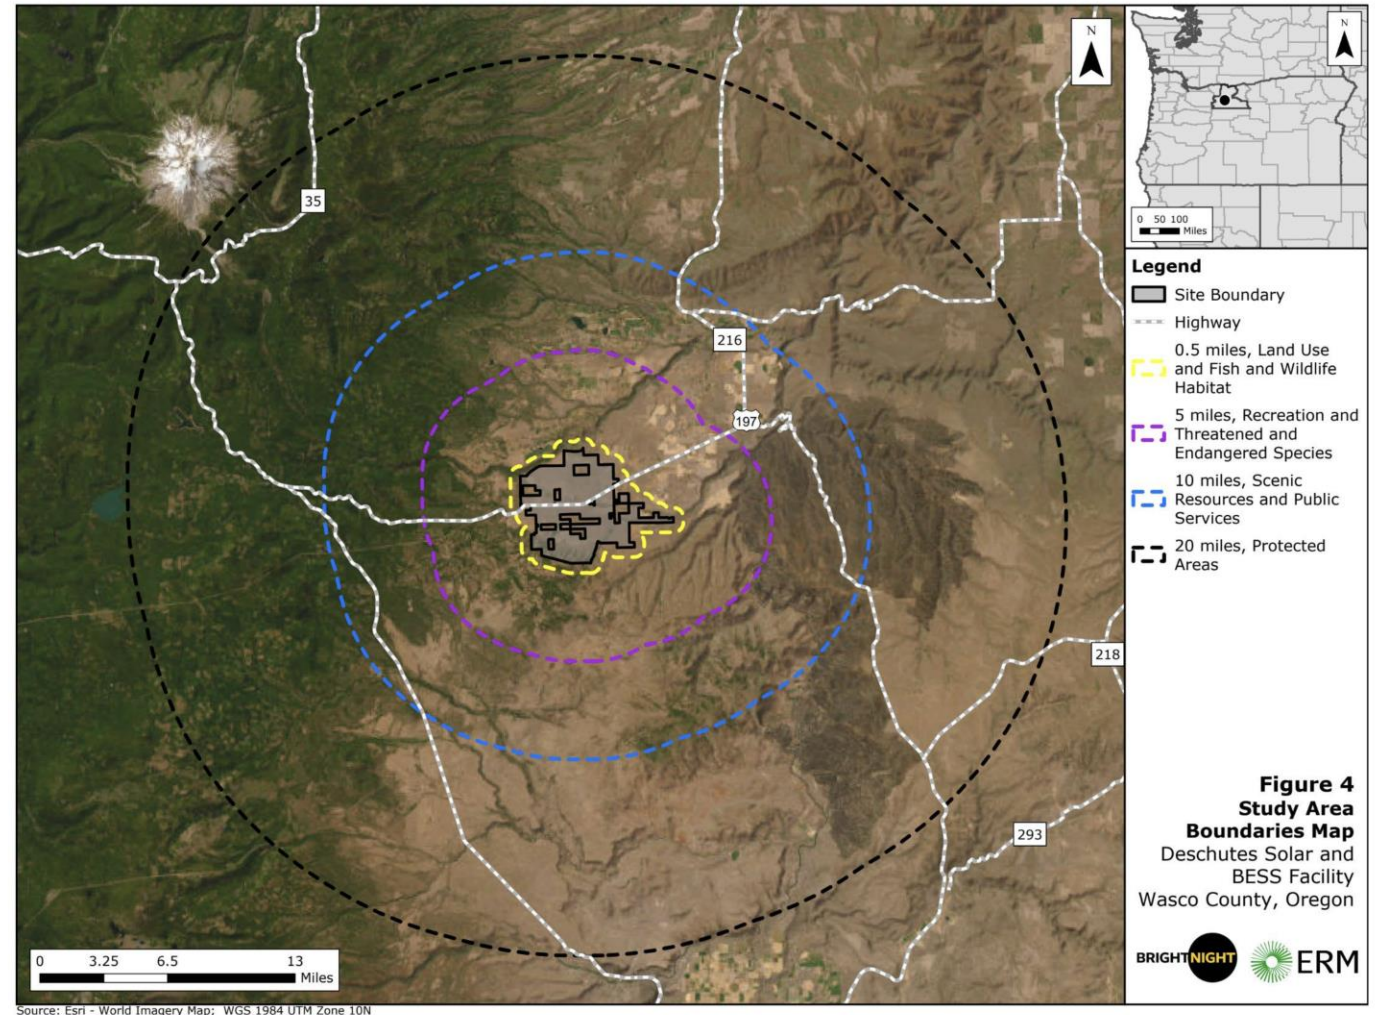 N
35
216
197
218
293
0 3.25 6.5 13
Miles
N
0 50 100
Miles
Legend
Site Boundary
Highway
0.5 miles, Land Use
and Fish and Wildlife
Habitat
5 miles, Recreation and
Threatened and
Endangered Species
10 miles, Scenic
Resources and Public
Services
20 miles, Protected
Areas
Figure 4
Study Area
Boundaries Map
Deschutes Solar and
BESS Facility
Wasco County, Oregon
BRIGHTNIGHT
ERM
Source: Esri - World Imagery Map; WGS 1984 UTM Zone 10N